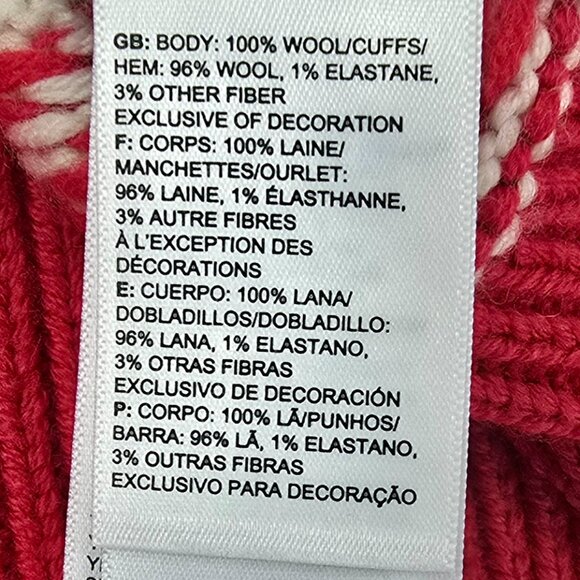 GB: BODY: 100% WOOL/CUFFS/
HEM: 96% WOOL, 1% ELASTANE,
3% OTHER FIBER
EXCLUSIVE OF DECORATION
F: CORPS: 100% LAINE/
MANCHETTES/OURLET:
96% LAINE, 1% ÉLASTHANNE,
3% AUTRE FIBRES
À L'EXCEPTION DES
DÉCORATIONS
E: CUERPO: 100% LANA/
DOBLADILLOS/DOBLADILLO:
96% LANA, 1% ELASTANO,
3% OTRAS FIBRAS
EXCLUSIVO DE DECORACIÓN
P: CORPO: 100% LÃ/PUNHOS/
BARRA: 96% LÃ, 1% ELASTANO,
3% OUTRAS FIBRAS
EXCLUSIVO PARA DECORAÇÃO